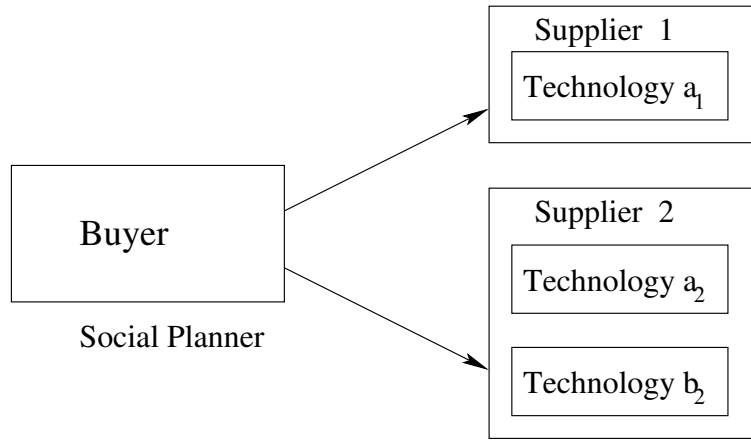 Supplier 1
Technology a₁
Buyer
Social Planner
Supplier 2
Technology a₂
Technology b₂